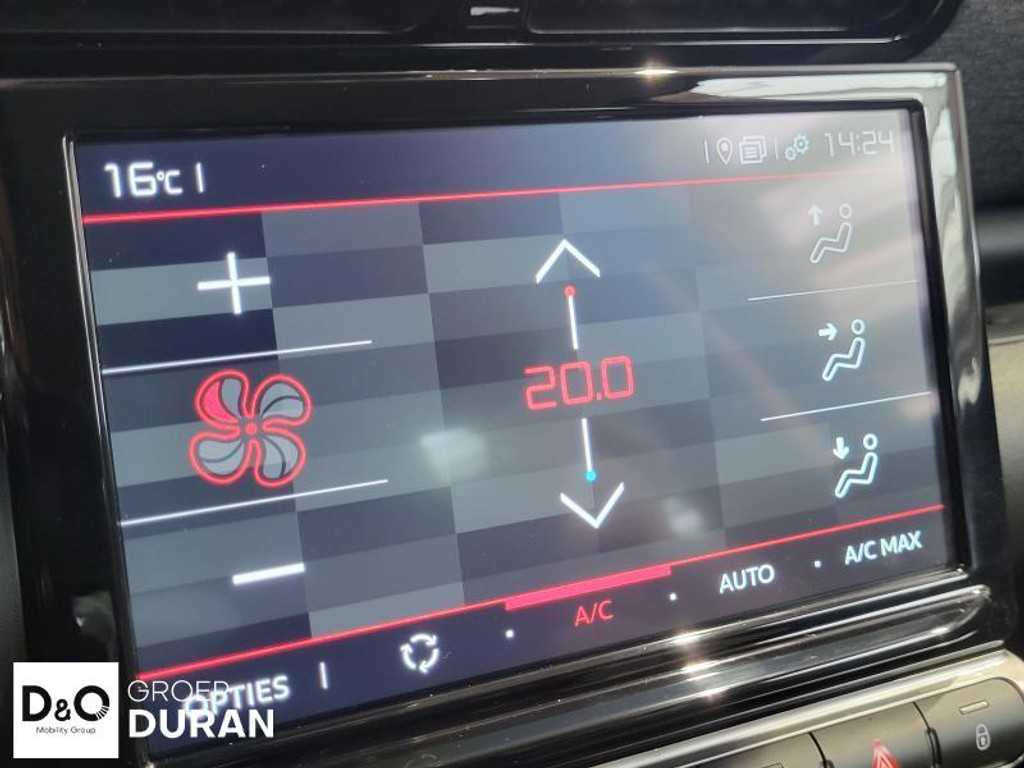 16°C
14:24
20.0
A/C MAX
AUTO
A/C
OPTIES
D&O
Mobility Group
GROEP
DURAN